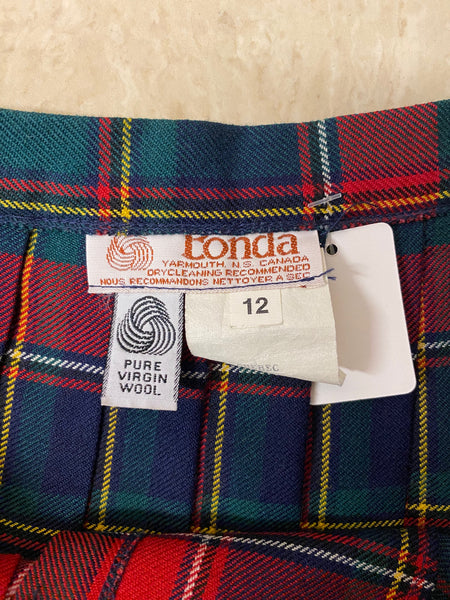 tonda
YARMOUTH, N.S. CANADA
DRYCLEANING RECOMMENDED
NOUS RECOMMANDONS NETTOYER A SEC
12
PURE
VIRGIN
WOOL